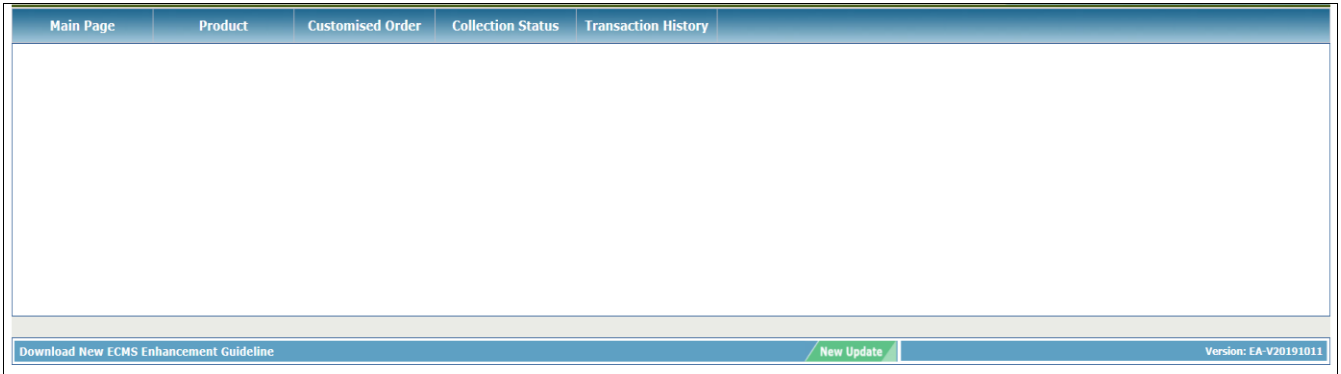 Main Page Product Customised Order Collection Status Transaction History
Download New ECMS Enhancement Guideline New Update Version: EA-V20191011